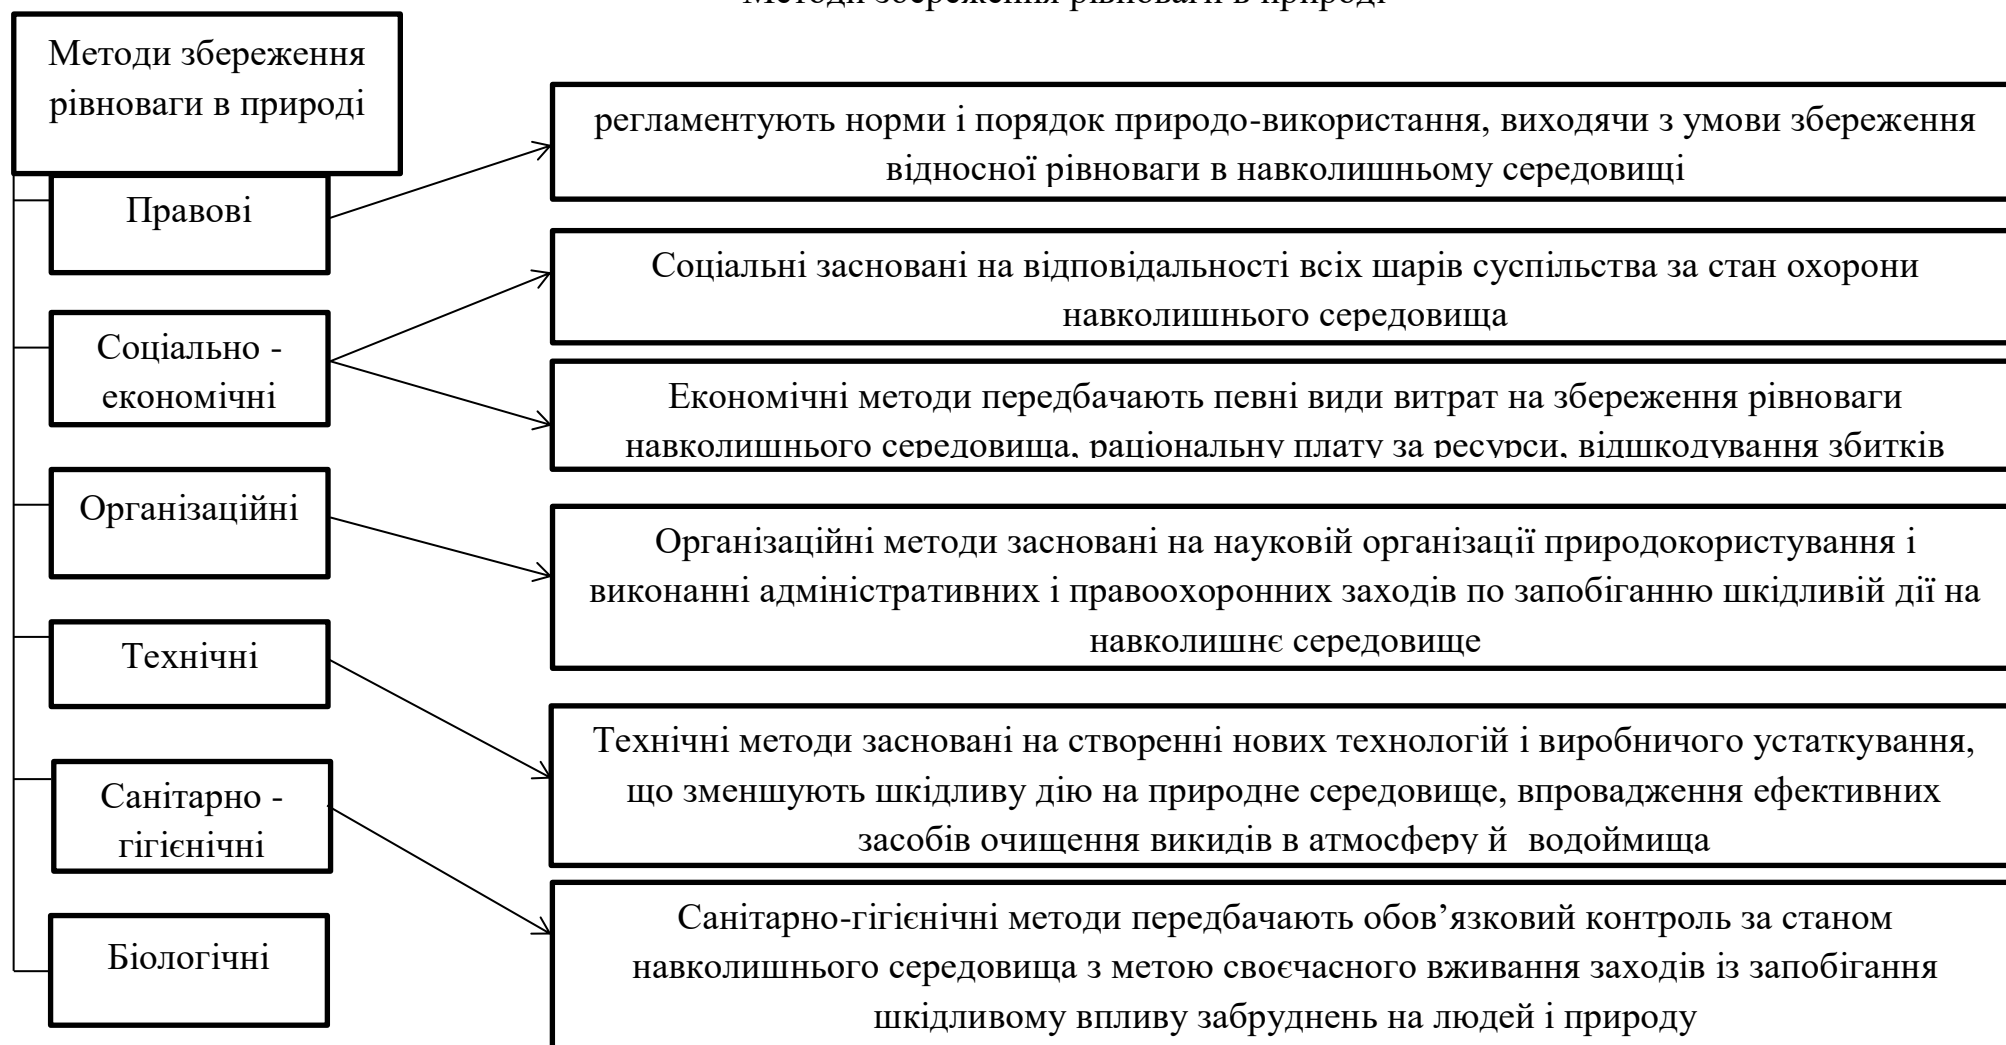 Методи збереження рівноваги в природі
Методи збереження
рівноваги в природі
Правові
регламентують норми і порядок природо-використання, виходячи з умови збереження
відносної рівноваги в навколишньому середовищі
Соціально -
економічні
Соціальні засновані на відповідальності всіх шарів суспільства за стан охорони
навколишнього середовища
Економічні методи передбачають певні види витрат на збереження рівноваги
навколишнього середовища, раціональну плату за ресурси, відшкодування збитків
Організаційні
Організаційні методи засновані на науковій організації природокористування і
виконанні адміністративних і правоохоронних заходів по запобіганню шкідливій дії на
навколишнє середовище
Технічні
Технічні методи засновані на створенні нових технологій і виробничого устаткування,
що зменшують шкідливу дію на природне середовище, впровадження ефективних
засобів очищення викидів в атмосферу й водоймища
Санітарно -
гігієнічні
Санітарно-гігієнічні методи передбачають обов’язковий контроль за станом
навколишнього середовища з метою своєчасного вживання заходів із запобігання
шкідливому впливу забруднень на людей і природу
Біологічні